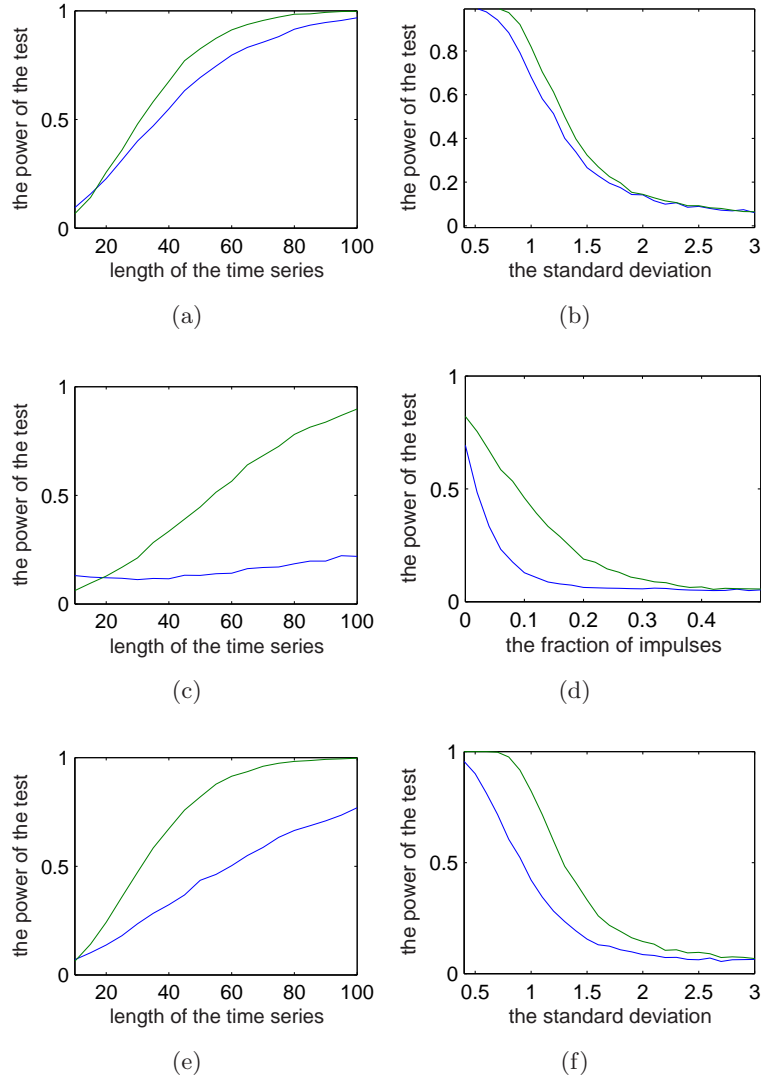 1
0.5
0
20 40 60 80 100
the power of the test
length of the time series
(a)
0.8
0.6
0.4
0.2
0
0.5 1 1.5 2 2.5 3
the power of the test
the standard deviation
(b)
1
0.5
0
20 40 60 80 100
the power of the test
length of the time series
(c)
1
0.5
0
0 0.1 0.2 0.3 0.4
the power of the test
the fraction of impulses
(d)
1
0.5
0
20 40 60 80 100
the power of the test
length of the time series
(e)
1
0.5
0
0.5 1 1.5 2 2.5 3
the power of the test
the standard deviation
(f)